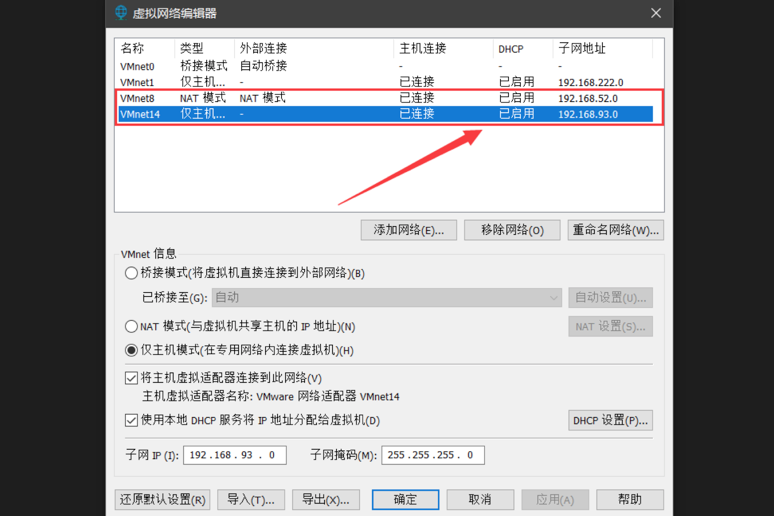 虚拟网络编辑器
名称 类型 外部连接 主机连接 DHCP 子网地址
VMnet0 桥接模式 自动桥接 - - -
VMnet1 仅主机... - 已连接 已启用 192.168.222.0
VMnet8 NAT 模式 NAT 模式 已连接 已启用 192.168.52.0
VMnet14 仅主机... - 已连接 已启用 192.168.93.0
添加网络(E)... 移除网络(O) 重命名网络(W)...
VMnet 信息
桥接模式(将虚拟机直接连接到外部网络)(B)
已桥接至(G): 自动 自动设置(U)...
NAT 模式(与虚拟机共享主机的 IP 地址)(N) NAT 设置(S)...
仅主机模式(在专用网络内连接虚拟机)(H)
将主机虚拟适配器连接到此网络(V)
主机虚拟适配器名称: VMware 网络适配器 VMnet14
使用本地 DHCP 服务将 IP 地址分配给虚拟机(D) DHCP 设置(P)...
子网 IP (I): 192.168.93.0 子网掩码(M): 255.255.255.0
还原默认设置(R) 导入(T)... 导出(X)... 确定 取消 应用(A) 帮助